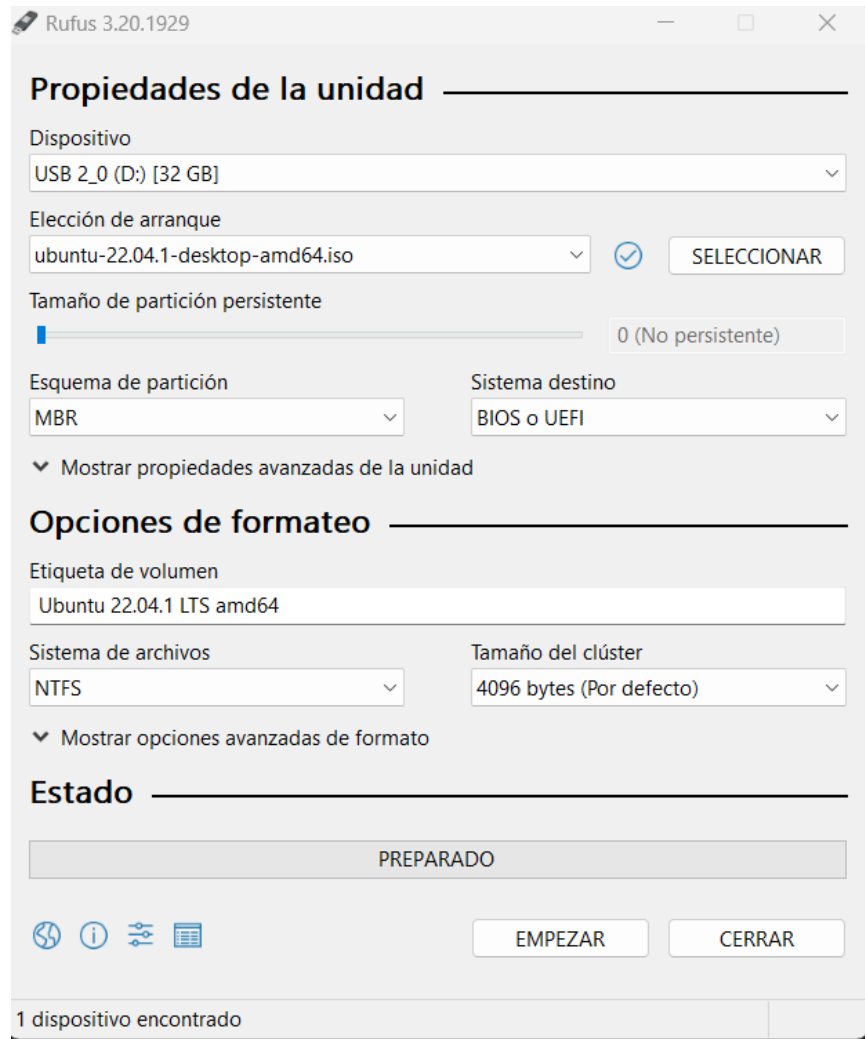 Rufus 3.20.1929
Propiedades de la unidad
Dispositivo
USB 2_0 (D:) [32 GB]
Elección de arranque
ubuntu-22.04.1-desktop-amd64.iso
SELECCIONAR
Tamaño de partición persistente
0 (No persistente)
Esquema de partición
Sistema destino
MBR
BIOS o UEFI
Mostrar propiedades avanzadas de la unidad
Opciones de formateo
Etiqueta de volumen
Ubuntu 22.04.1 LTS amd64
Sistema de archivos
Tamaño del clúster
NTFS
4096 bytes (Por defecto)
Mostrar opciones avanzadas de formato
Estado
PREPARADO
EMPEZAR
CERRAR
1 dispositivo encontrado